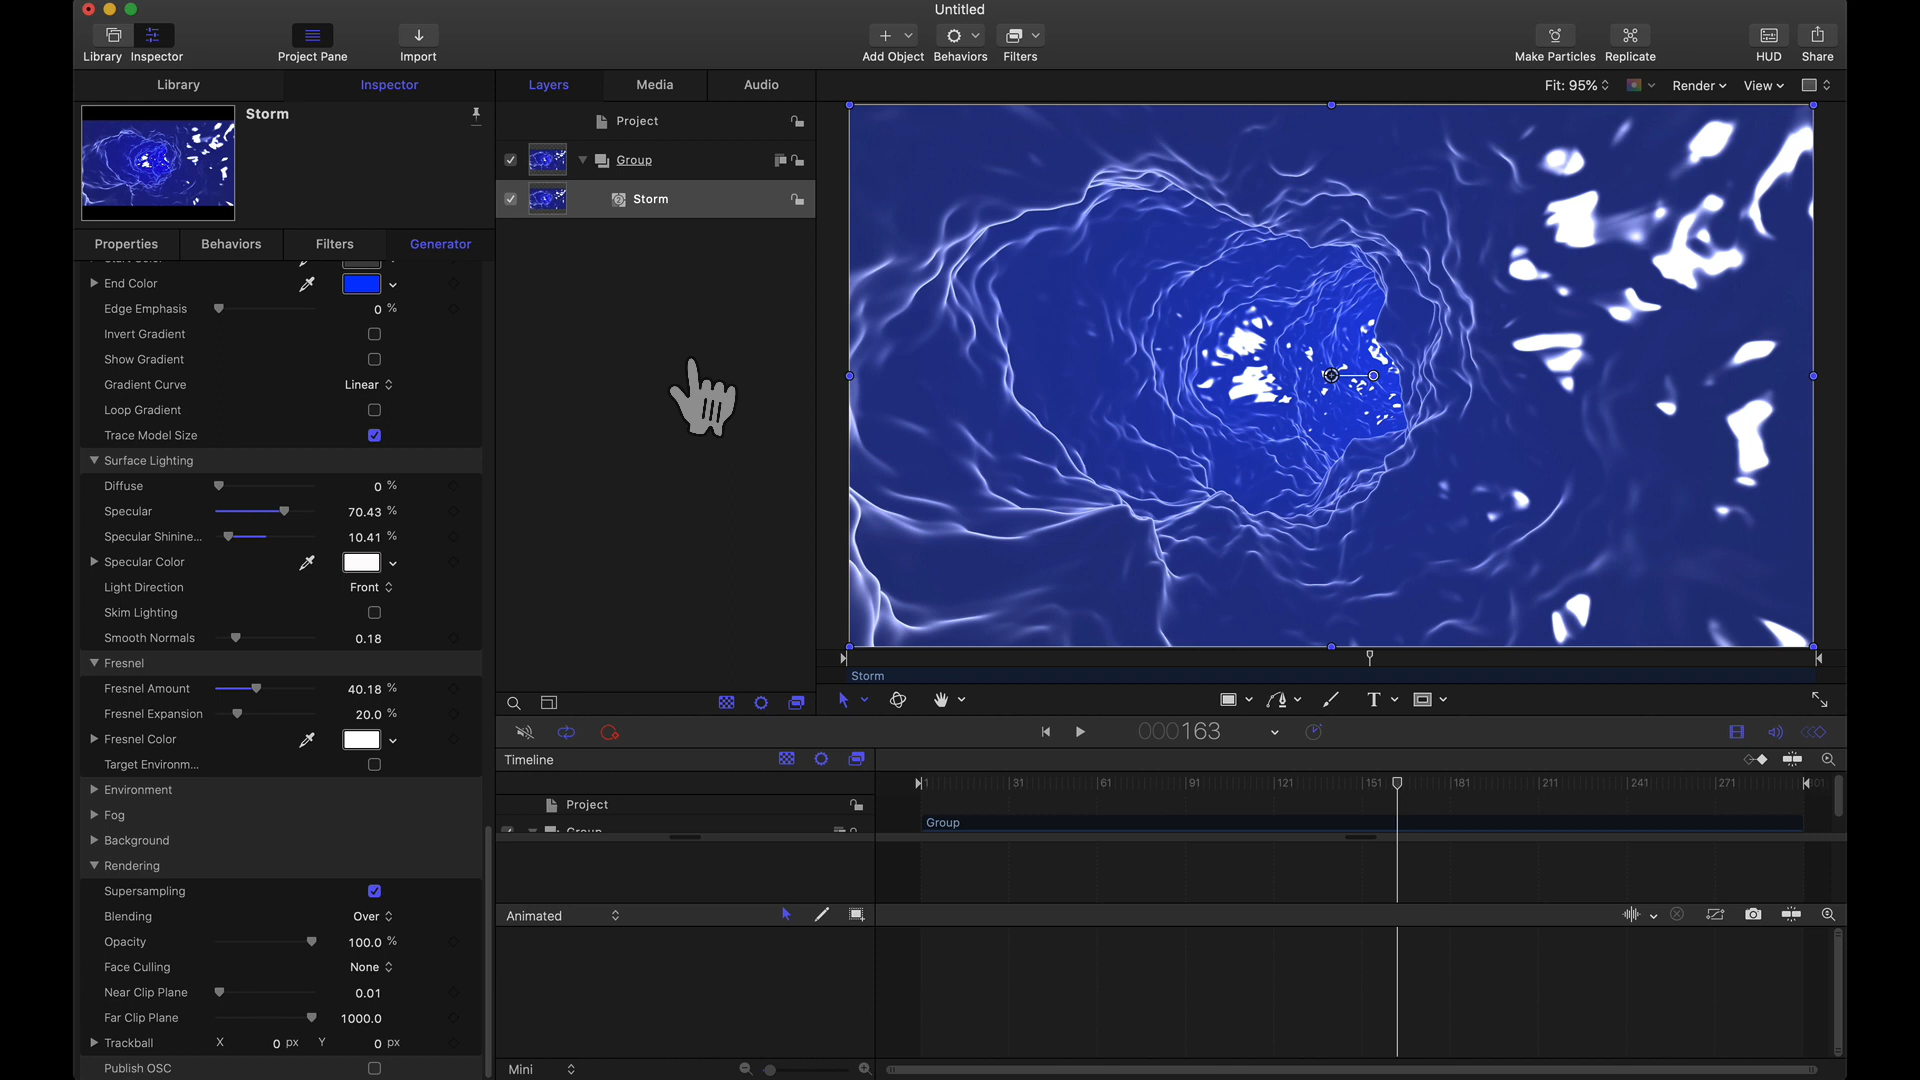 Untitled
Library
Inspector
Project Pane
Import
Add Object
Behaviors
Filters
Make Particles
Replicate
HUD
Share
Library
Inspector
Layers
Media
Audio
Fit: 95%
Render
View
Storm
Project
Group
Storm
Properties
Behaviors
Filters
Generator
End Color
Edge Emphasis 0 %
Invert Gradient
Show Gradient
Gradient Curve Linear
Loop Gradient
Trace Model Size
Surface Lighting
Diffuse 0 %
Specular 70.43 %
Specular Shinine... 10.41 %
Specular Color
Light Direction Front
Skim Lighting
Smooth Normals 0.18
Fresnel
Fresnel Amount 40.18 %
Fresnel Expansion 20.0 %
Fresnel Color
Target Environm...
Environment
Fog
Background
Rendering
Supersampling
Blending Over
Opacity 100.0 %
Face Culling None
Near Clip Plane 0.01
Far Clip Plane 1000.0
Trackball X 0 px Y 0 px
Publish OSC
Storm
T
000163
Timeline
1 31 61 91 121 151 181 211 241 271 301
Project
Group
Group
Animated
Mini